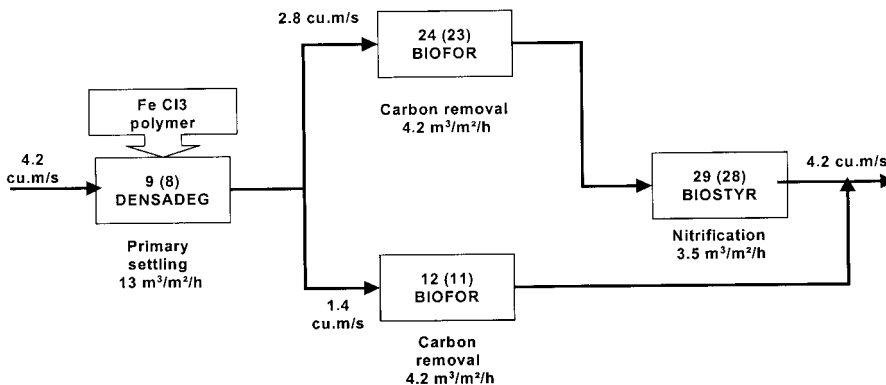 2.8 cu.m/s
24 (23)
BIOFOR
Carbon removal
4.2 m³/m²/h
Fe Cl3
polymer
4.2
cu.m/s
9 (8)
DENSADEG
Primary
settling
13 m³/m²/h
29 (28)
BIOSTYR
4.2 cu.m/s
Nitrification
3.5 m³/m²/h
12 (11)
BIOFOR
1.4
cu.m/s
Carbon
removal
4.2 m³/m²/h